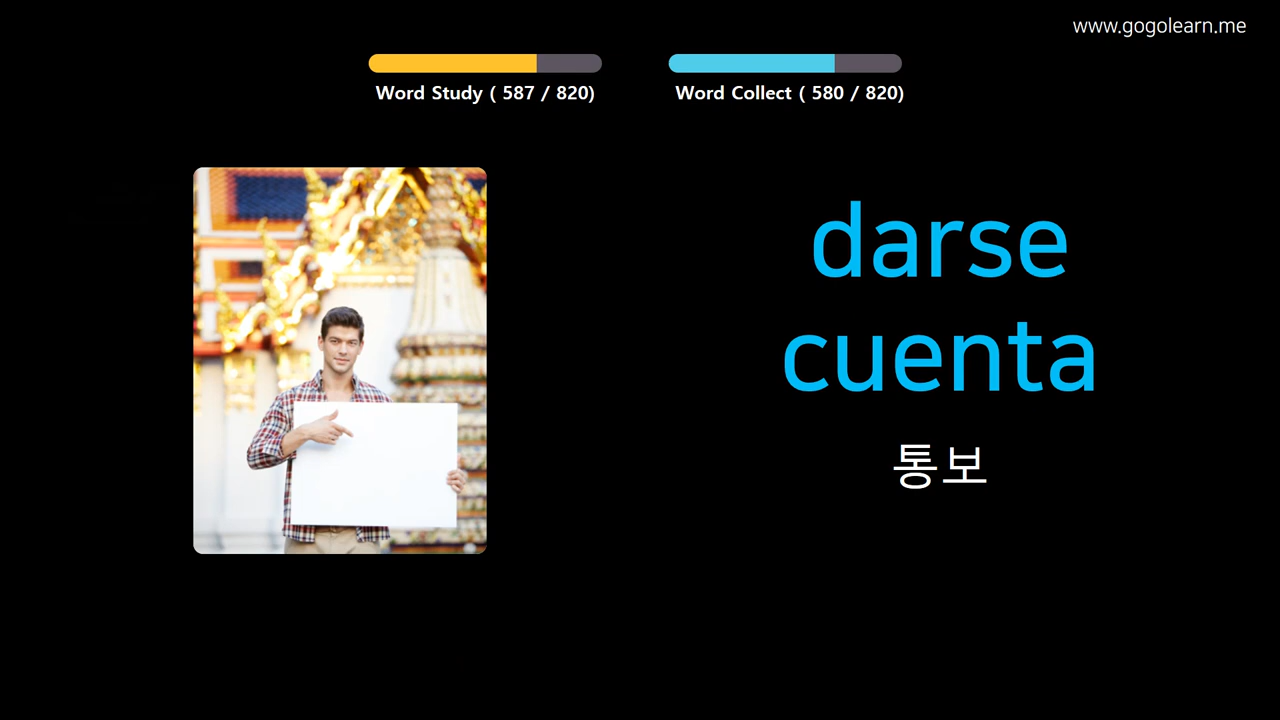 www.gogolearn.me
Word Study ( 587 / 820)
Word Collect ( 580 / 820)
darse
cuenta
통보